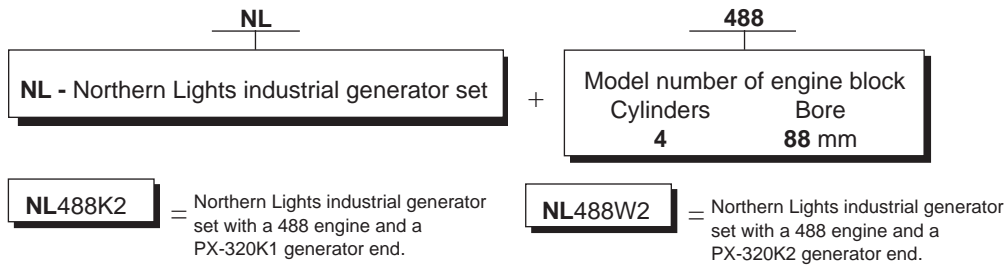 NL
488
NL - Northern Lights industrial generator set
+
Model number of engine block
Cylinders Bore
4 88 mm
NL488K2
= Northern Lights industrial generator
set with a 488 engine and a
PX-320K1 generator end.
NL488W2
= Northern Lights industrial generator
set with a 488 engine and a
PX-320K2 generator end.